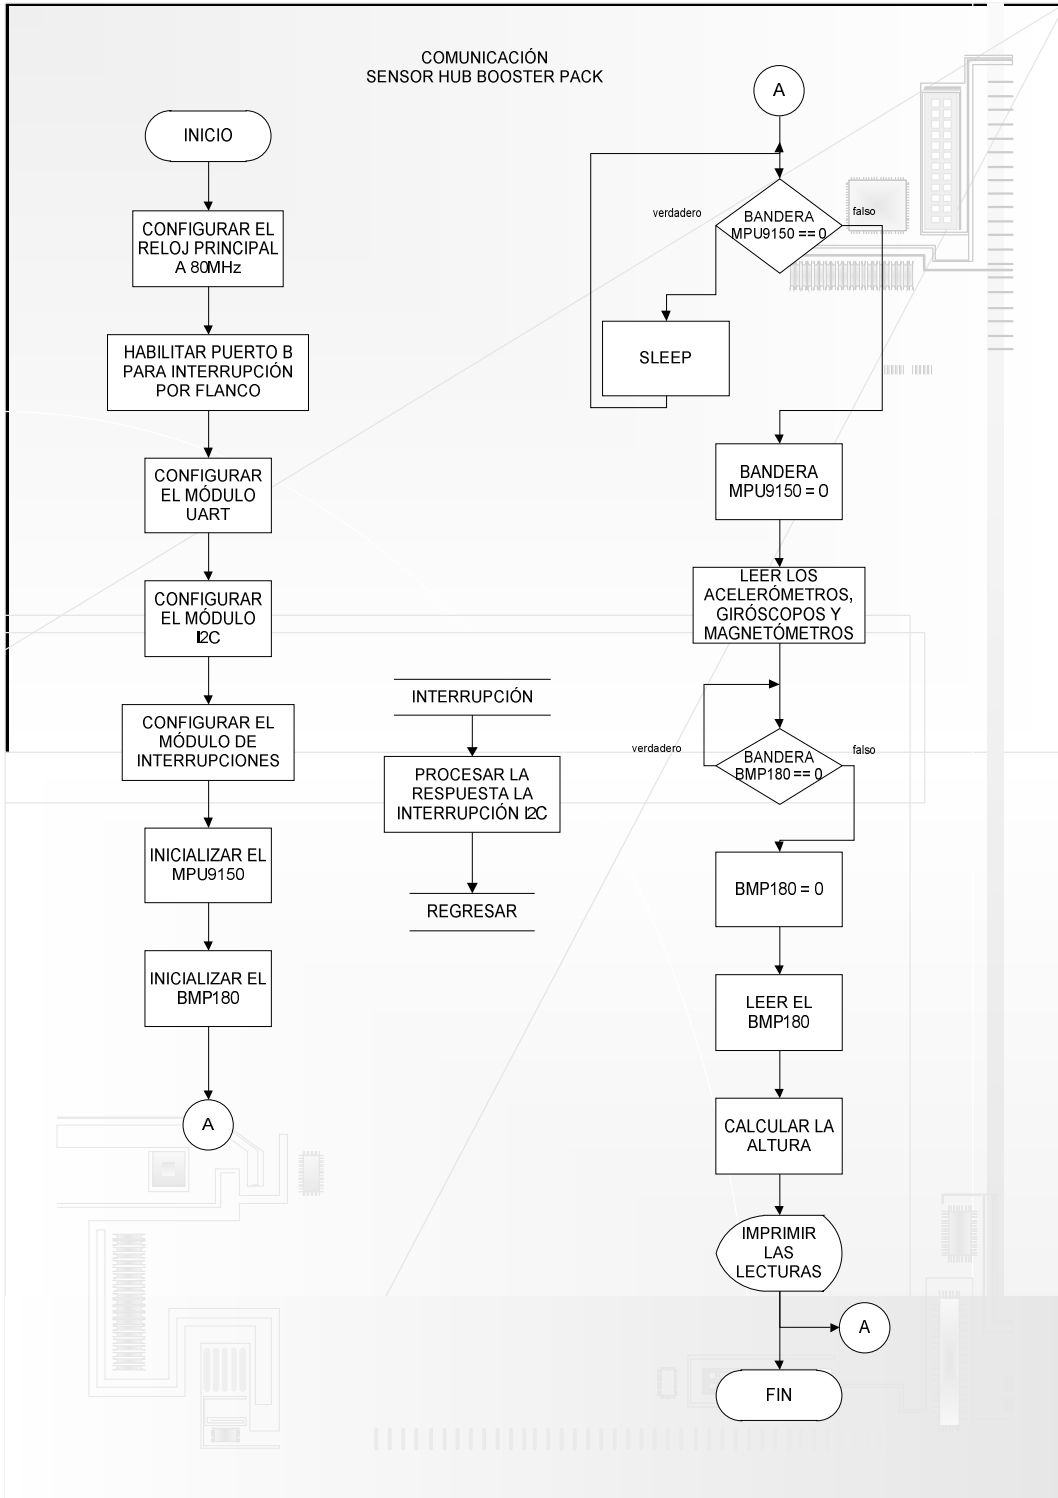 COMUNICACIÓN
SENSOR HUB BOOSTER PACK
INICIO
CONFIGURAR EL
RELOJ PRINCIPAL
A 80MHz
HABILITAR PUERTO B
PARA INTERRUPCIÓN
POR FLANCO
CONFIGURAR
EL MÓDULO
UART
CONFIGURAR
EL MÓDULO
I2C
CONFIGURAR EL
MÓDULO DE
INTERRUPCIONES
INICIALIZAR EL
MPU9150
INICIALIZAR EL
BMP180
A
INTERRUPCIÓN
PROCESAR LA
RESPUESTA LA
INTERRUPCIÓN I2C
REGRESAR
A
BANDERA
MPU9150 == 0
verdadero
falso
SLEEP
BANDERA
MPU9150 = 0
LEER LOS
ACELERÓMETROS,
GIRÓSCOPOS Y
MAGNETÓMETROS
BANDERA
BMP180 == 0
verdadero
falso
BMP180 = 0
LEER EL
BMP180
CALCULAR LA
ALTURA
IMPRIMIR
LAS
LECTURAS
A
FIN